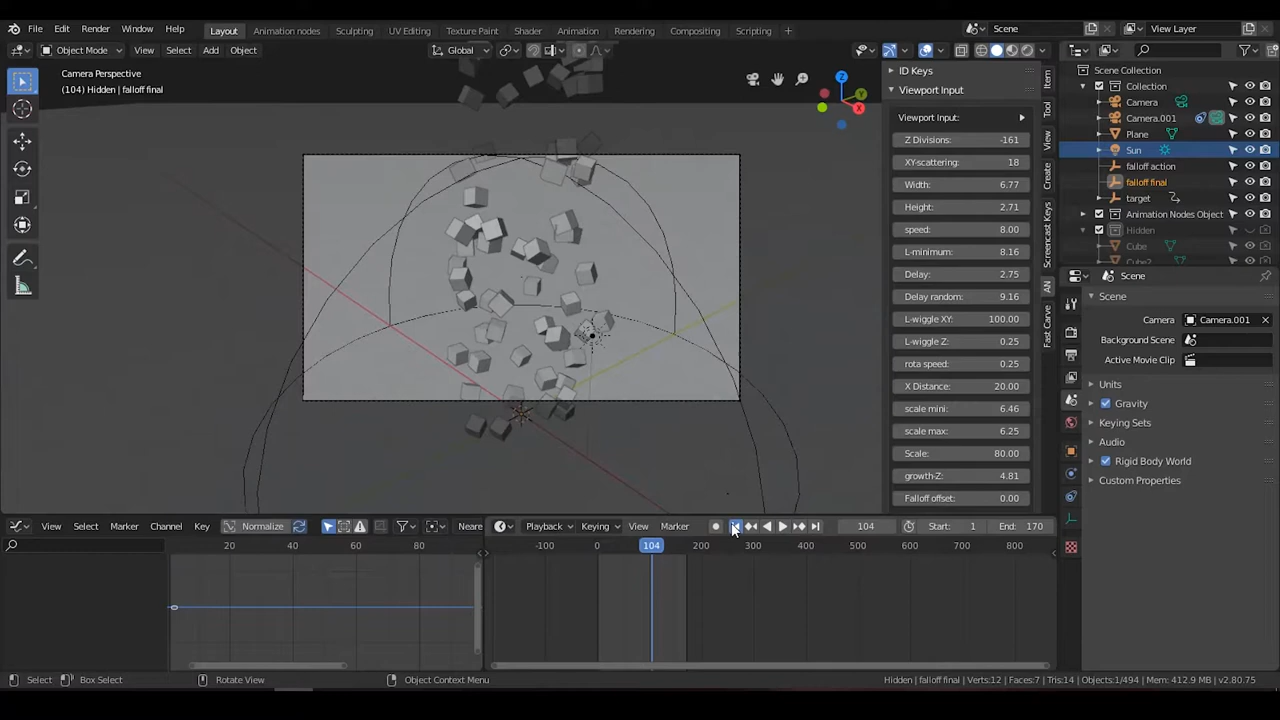 File Edit Render Window Help Layout Animation nodes Sculpting UV Editing Texture Paint Shader Animation Rendering Compositing Scripting + Scene View Layer
Object Mode View Select Add Object Global
Camera Perspective
(104) Hidden | falloff final
ID Keys
Viewport Input
Viewport Input:
Z Divisions: -161
XY-scattering: 18
Width: 6.77
Height: 2.71
speed: 8.00
L-minimum: 8.16
Delay: 2.75
Delay random: 9.16
L-wiggle XY: 100.00
L-wiggle Z: 0.25
rota speed: 0.25
X Distance: 20.00
scale mini: 6.46
scale max: 6.25
Scale: 80.00
growth-Z: 4.81
Falloff offset: 0.00
Item
Tool
View
Create
Screencast Keys
AN
Fast Carve
Z
Y
X
Scene Collection
Collection
Camera
Camera.001
Plane
Sun
falloff action
falloff final
target
Animation Nodes Object
Hidden
Cube
Cube2
Scene
Scene
Camera Camera.001
Background Scene
Active Movie Clip
Units
Gravity
Keying Sets
Audio
Rigid Body World
Custom Properties
View Select Marker Channel Key Normalize Neare
20 40 60 80
Playback Keying View Marker 104 Start: 1 End: 170
-100 0 104 200 300 400 500 600 700 800
Select Box Select Rotate View Object Context Menu Hidden | falloff final | Verts:12 | Faces:7 | Tris:14 | Objects:1/494 | Mem: 412.9 MB | v2.80.75